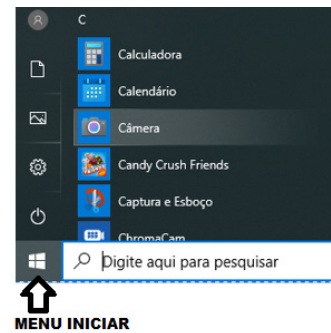 C
Calculadora
Calendário
Câmera
Candy Crush Friends
Captura e Esboço
ChromaCam
Digite aqui para pesquisar
MENU INICIAR